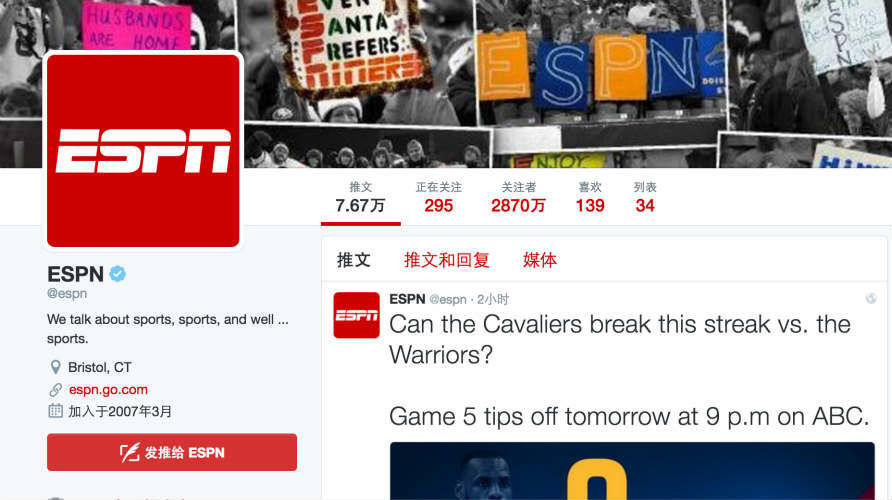 HUSBANDS
ARE HOME
EVEN
SANTA
PREFERS
NINERS
ESPN
ESPN
ENJOY
ESPN
推文
7.67万
正在关注
295
关注者
2870万
喜欢
139
列表
34
ESPN
@espn
We talk about sports, sports, and well ...
sports.
Bristol, CT
espn.go.com
加入于2007年3月
发推给 ESPN
推文 推文和回复 媒体
ESPN
ESPN @espn · 2小时
Can the Cavaliers break this streak vs. the
Warriors?
Game 5 tips off tomorrow at 9 p.m on ABC.